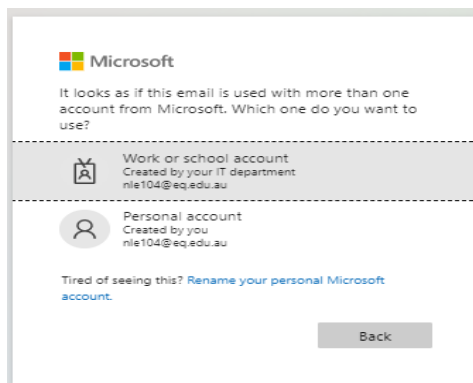 Microsoft
It looks as if this email is used with more than one
account from Microsoft. Which one do you want to
use?
Work or school account
Created by your IT department
nle104@eq.edu.au
Personal account
Created by you
nle104@eq.edu.au
Tired of seeing this? Rename your personal Microsoft
account.
Back